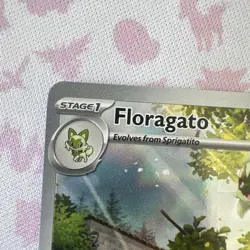 STAGE 1
Floragato
Evolves from Sprigatito